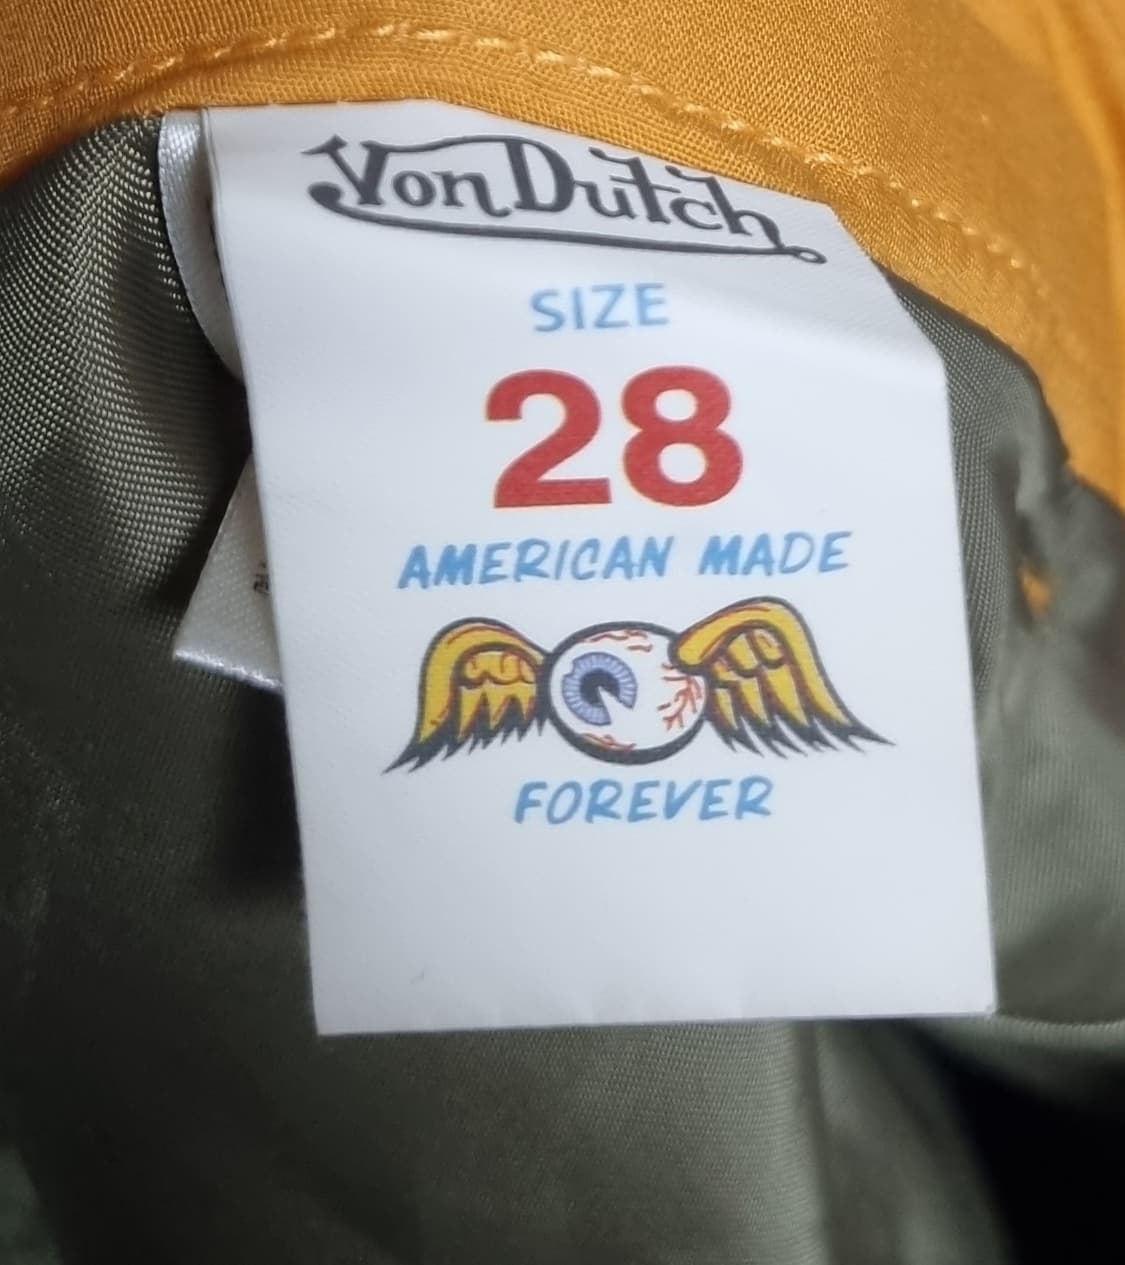 Von Dutch
SIZE
28
AMERICAN MADE
FOREVER